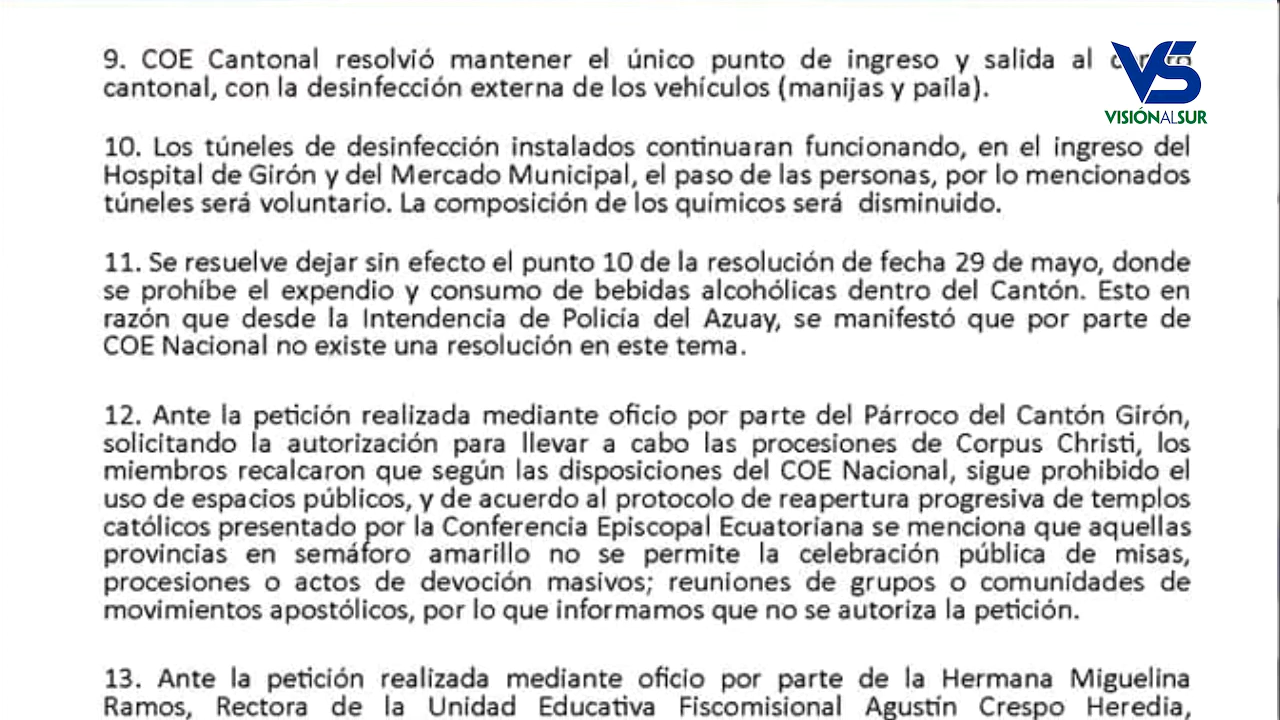 9. COE Cantonal resolvió mantener el único punto de ingreso y salida al
cantonal, con la desinfección externa de los vehículos (manijas y paila).
10. Los túneles de desinfección instalados continuaran funcionando, en el ingreso del
Hospital de Girón y del Mercado Municipal, el paso de las personas, por lo mencionados
túneles será voluntario. La composición de los químicos será disminuido.
11. Se resuelve dejar sin efecto el punto 10 de la resolución de fecha 29 de mayo, donde
se prohíbe el expendio y consumo de bebidas alcohólicas dentro del Cantón. Esto en
razón que desde la Intendencia de Policía del Azuay, se manifestó que por parte de
COE Nacional no existe una resolución en este tema.
12. Ante la petición realizada mediante oficio por parte del Párroco del Cantón Girón,
solicitando la autorización para llevar a cabo las procesiones de Corpus Christi, los
miembros recalcaron que según las disposiciones del COE Nacional, sigue prohibido el
uso de espacios públicos, y de acuerdo al protocolo de reapertura progresiva de templos
católicos presentado por la Conferencia Episcopal Ecuatoriana se menciona que aquellas
provincias en semáforo amarillo no se permite la celebración pública de misas,
procesiones o actos de devoción masivos; reuniones de grupos o comunidades de
movimientos apostólicos, por lo que informamos que no se autoriza la petición.
13. Ante la petición realizada mediante oficio por parte de la Hermana Miguelina
Ramos, Rectora de la Unidad Educativa Fiscomisional Agustín Crespo Heredia,
VS
VISIÓNALSUR